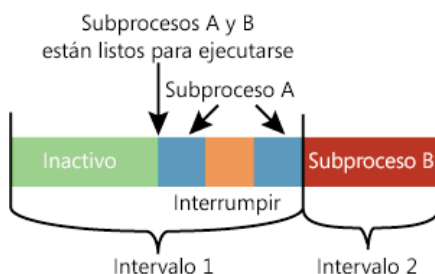 Subprocesos A y B
están listos para ejecutarse
Subproceso A
Inactivo
Subproceso B
Interrumpir
Intervalo 1
Intervalo 2